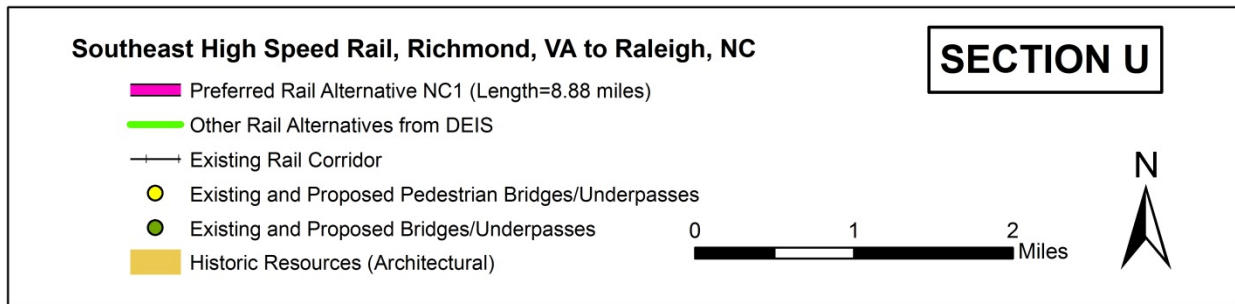 Southeast High Speed Rail, Richmond, VA to Raleigh, NC
SECTION U
Preferred Rail Alternative NC1 (Length=8.88 miles)
Other Rail Alternatives from DEIS
Existing Rail Corridor
Existing and Proposed Pedestrian Bridges/Underpasses
Existing and Proposed Bridges/Underpasses
Historic Resources (Architectural)
0 1 2
Miles
N